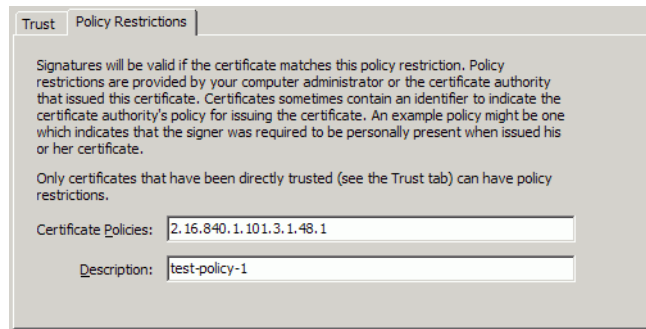 Trust Policy Restrictions
Signatures will be valid if the certificate matches this policy restriction. Policy
restrictions are provided by your computer administrator or the certificate authority
that issued this certificate. Certificates sometimes contain an identifier to indicate the
certificate authority's policy for issuing the certificate. An example policy might be one
which indicates that the signer was required to be personally present when issued his
or her certificate.
Only certificates that have been directly trusted (see the Trust tab) can have policy
restrictions.
Certificate Policies: 2.16.840.1.101.3.1.48.1
Description: test-policy-1